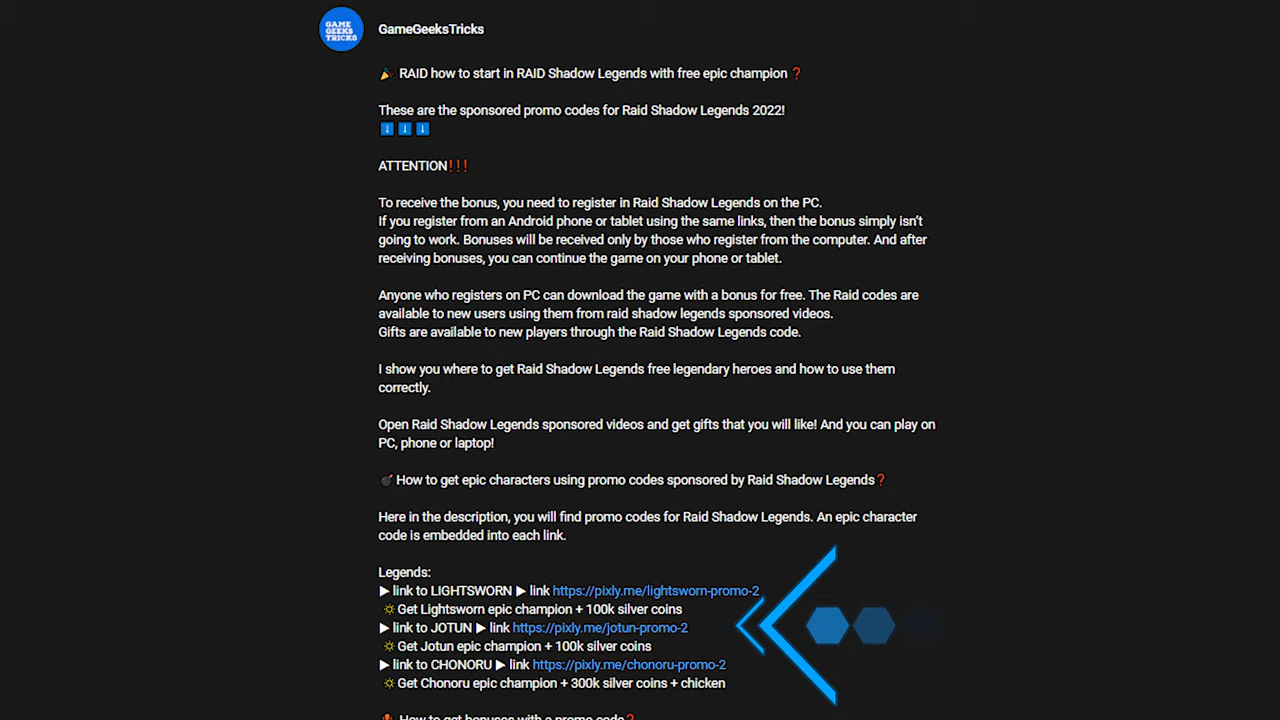 GAME
GEEKS
TRICKS
GameGeeksTricks
🎉 RAID how to start in RAID Shadow Legends with free epic champion❓
These are the sponsored promo codes for Raid Shadow Legends 2022!
⬇⬇⬇
ATTENTION❗❗❗
To receive the bonus, you need to register in Raid Shadow Legends on the PC.
If you register from an Android phone or tablet using the same links, then the bonus simply isn't
going to work. Bonuses will be received only by those who register from the computer. And after
receiving bonuses, you can continue the game on your phone or tablet.
Anyone who registers on PC can download the game with a bonus for free. The Raid codes are
available to new users using them from raid shadow legends sponsored videos.
Gifts are available to new players through the Raid Shadow Legends code.
I show you where to get Raid Shadow Legends free legendary heroes and how to use them
correctly.
Open Raid Shadow Legends sponsored videos and get gifts that you will like! And you can play on
PC, phone or laptop!
💣 How to get epic characters using promo codes sponsored by Raid Shadow Legends❓
Here in the description, you will find promo codes for Raid Shadow Legends. An epic character
code is embedded into each link.
Legends:
▶ link to LIGHTSWORN ▶ link https://pixly.me/lightsworn-promo-2
🔅Get Lightsworn epic champion + 100k silver coins
▶ link to JOTUN ▶ link https://pixly.me/jotun-promo-2
🔅Get Jotun epic champion + 100k silver coins
▶ link to CHONORU ▶ link https://pixly.me/chonoru-promo-2
🔅Get Chonoru epic champion + 300k silver coins + chicken
How to get bonuses with a promo code❓